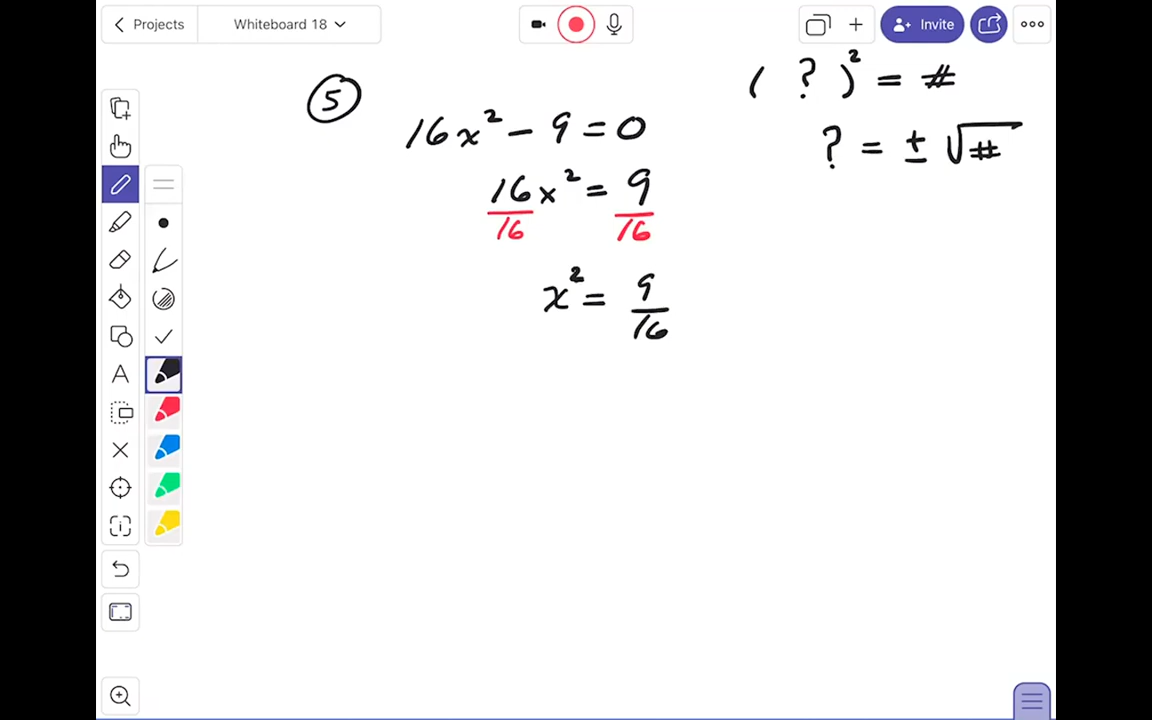 Projects
Whiteboard 18
Invite
( ? )² = #
? = ± √#
5
16x² - 9 = 0
16x² = 9
16 16
x² = 9/16
A